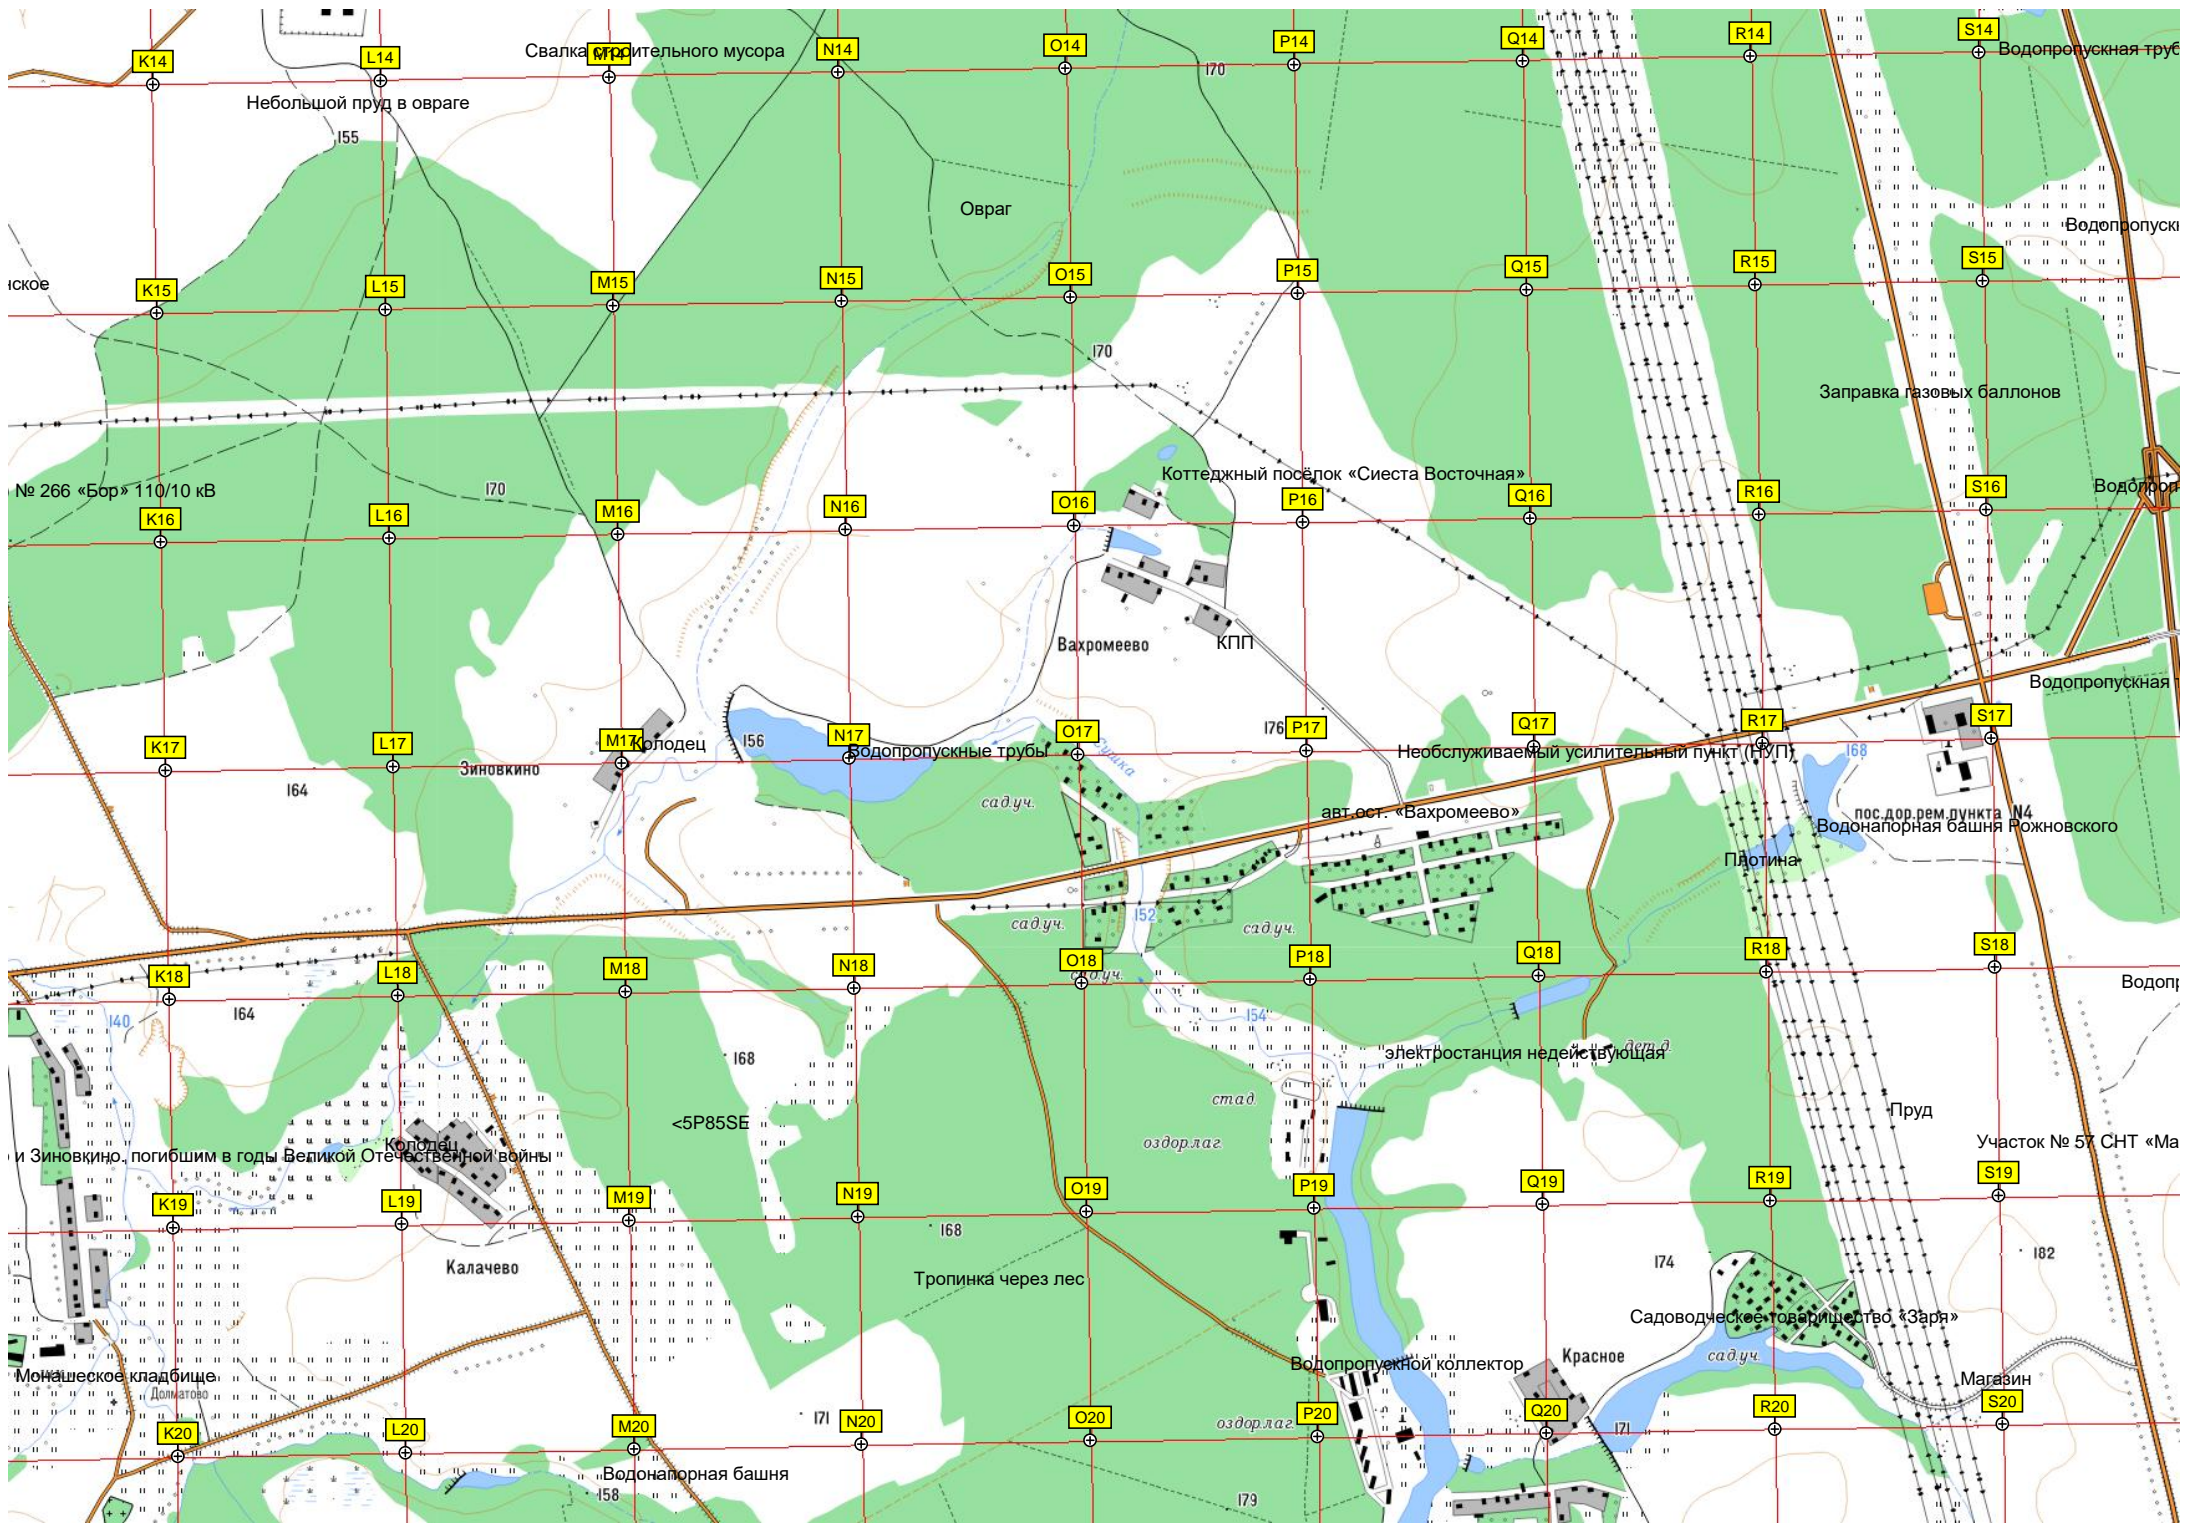 K14
L14
Свалка строительного мусора
M14
N14
O14
P14
Q14
R14
S14
Водопропускная труб
170
Небольшой пруд в овраге
155
Овраг
Водопропускн
нское
K15
L15
M15
N15
O15
P15
Q15
R15
S15
170
Заправка газовых баллонов
№ 266 «Бор» 110/10 кВ
170
Коттеджный посёлок «Сиеста Восточная»
Водопроп
K16
L16
M16
N16
O16
P16
Q16
R16
S16
Вахромеево
КПП
Водопропускная
K17
L17
M17
Колодец
156
N17
Водопропускные трубы
O17
176
P17
Q17
Необслуживаемый усилительный пункт (НУП)
R17
168
S17
164
Зиновкино
сад.уч.
авт.ост. «Вахромеево»
пос.дор.рем.пункта N4
Водонапорная башня Рожновского
Плотина
152
сад.уч.
сад.уч.
K18
L18
M18
N18
O18
сад.уч.
P18
Q18
R18
S18
Водопр
140
164
154
168
электростанция недействующая
дет.д.
стад.
<5P85SE
Пруд
оздор.лаг.
Колодец
и Зиновкино, погибшим в годы Великой Отечественной войны
Участок № 57 СНТ «Ма
K19
L19
M19
N19
O19
P19
Q19
R19
S19
168
Калачево
174
182
Тропинка через лес
Садоводческое товарищество «Заря»
Водопропускной коллектор
Красное
сад.уч.
Монашеское кладбище
Долматово
Магазин
K20
L20
M20
171
N20
O20
оздор.лаг.
P20
Q20
171
R20
S20
Водонапорная башня
158
179